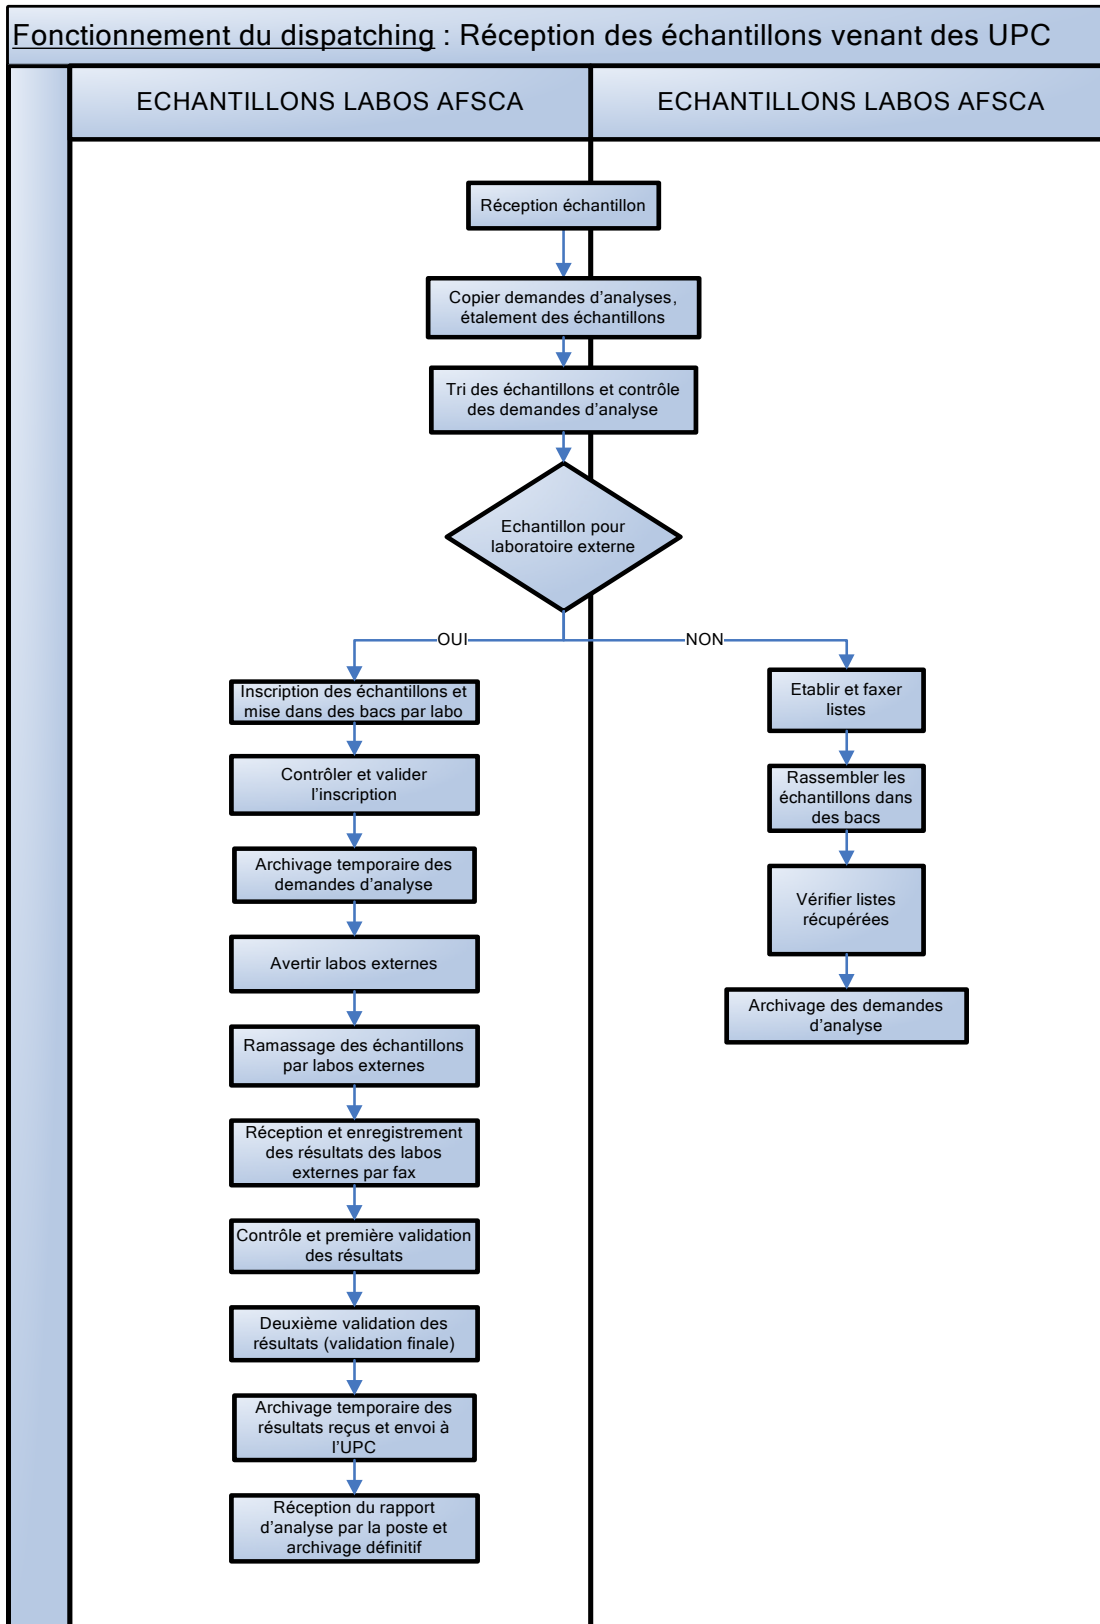 Fonctionnement du dispatching : Réception des échantillons venant des UPC
ECHANTILLONS LABOS AFSCA
ECHANTILLONS LABOS AFSCA
Réception échantillon
Copier demandes d'analyses,
étalement des échantillons
Tri des échantillons et contrôle
des demandes d'analyse
Echantillon pour
laboratoire externe
OUI
NON
Inscription des échantillons et
mise dans des bacs par labo
Contrôler et valider
l'inscription
Archivage temporaire des
demandes d'analyse
Avertir labos externes
Ramassage des échantillons
par labos externes
Réception et enregistrement
des résultats des labos
externes par fax
Contrôle et première validation
des résultats
Deuxième validation des
résultats (validation finale)
Archivage temporaire des
résultats reçus et envoi à
l'UPC
Réception du rapport
d'analyse par la poste et
archivage définitif
Etablir et faxer
listes
Rassembler les
échantillons dans
des bacs
Vérifier listes
récupérées
Archivage des demandes
d'analyse